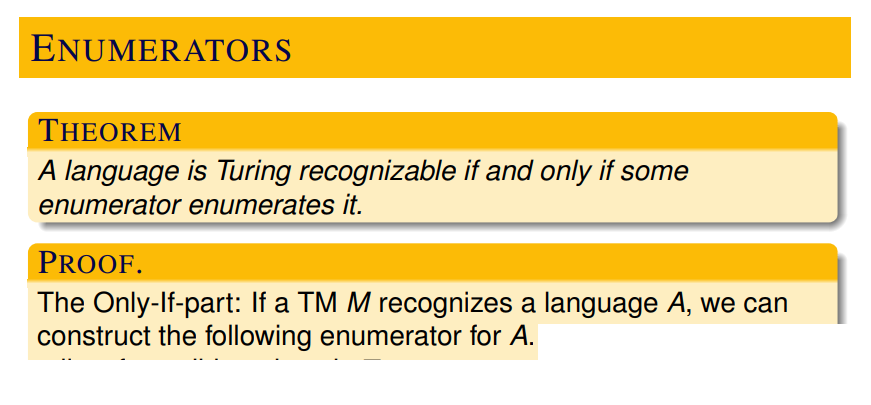 ENUMERATORS
THEOREM
A language is Turing recognizable if and only if some
enumerator enumerates it.
PROOF.
The Only-If-part: If a TM M recognizes a language A, we can
construct the following enumerator for A.